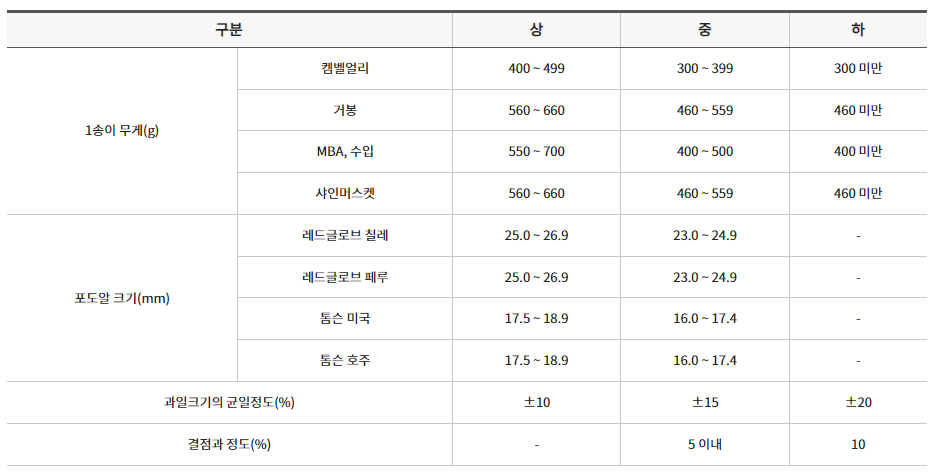 구분 상 중 하
1송이 무게(g)
켐벨얼리 400 ~ 499 300 ~ 399 300 미만
거봉 560 ~ 660 460 ~ 559 460 미만
MBA, 수입 550 ~ 700 400 ~ 500 400 미만
샤인머스켓 560 ~ 660 460 ~ 559 460 미만
포도알 크기(mm)
레드글로브 칠레 25.0 ~ 26.9 23.0 ~ 24.9 -
레드글로브 페루 25.0 ~ 26.9 23.0 ~ 24.9 -
톰슨 미국 17.5 ~ 18.9 16.0 ~ 17.4 -
톰슨 호주 17.5 ~ 18.9 16.0 ~ 17.4 -
과일크기의 균일정도(%) ±10 ±15 ±20
결점과 정도(%) - 5 이내 10